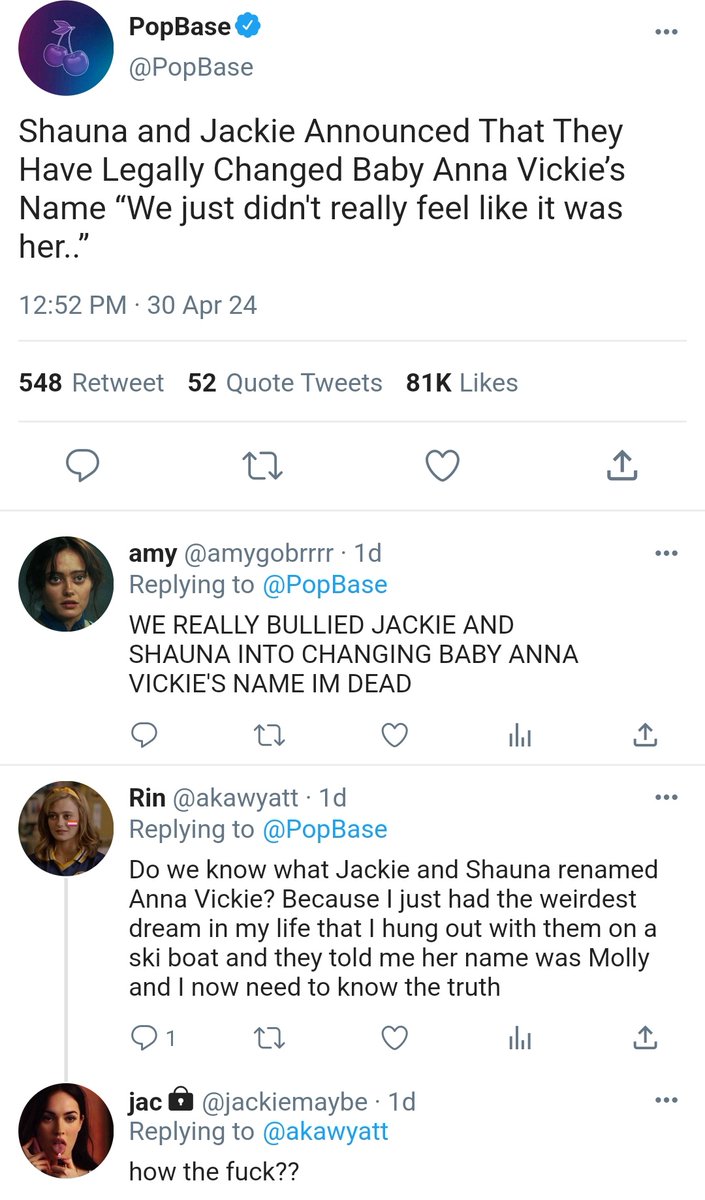 PopBase
@PopBase
Shauna and Jackie Announced That They
Have Legally Changed Baby Anna Vickie’s
Name “We just didn't really feel like it was
her..”
12:52 PM · 30 Apr 24
548 Retweet 52 Quote Tweets 81K Likes
amy @amygobrrrr · 1d
Replying to @PopBase
WE REALLY BULLIED JACKIE AND
SHAUNA INTO CHANGING BABY ANNA
VICKIE'S NAME IM DEAD
Rin @akawyatt · 1d
Replying to @PopBase
Do we know what Jackie and Shauna renamed
Anna Vickie? Because I just had the weirdest
dream in my life that I hung out with them on a
ski boat and they told me her name was Molly
and I now need to know the truth
1
jac @jackiemaybe · 1d
Replying to @akawyatt
how the fuck??